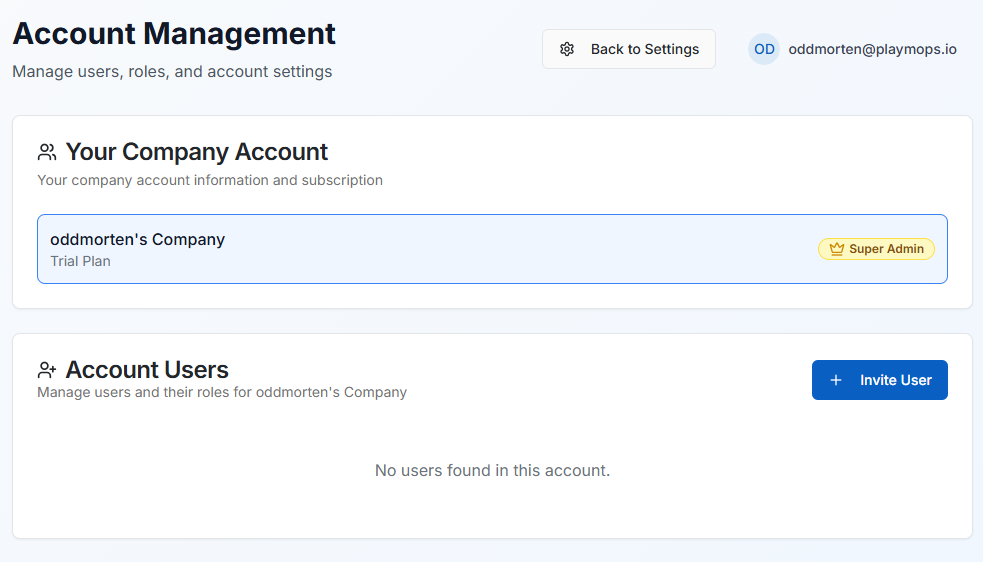 Account Management
Manage users, roles, and account settings
Back to Settings
OD
oddmorten@playmops.io
Your Company Account
Your company account information and subscription
oddmorten's Company
Trial Plan
Super Admin
Account Users
Manage users and their roles for oddmorten's Company
+ Invite User
No users found in this account.